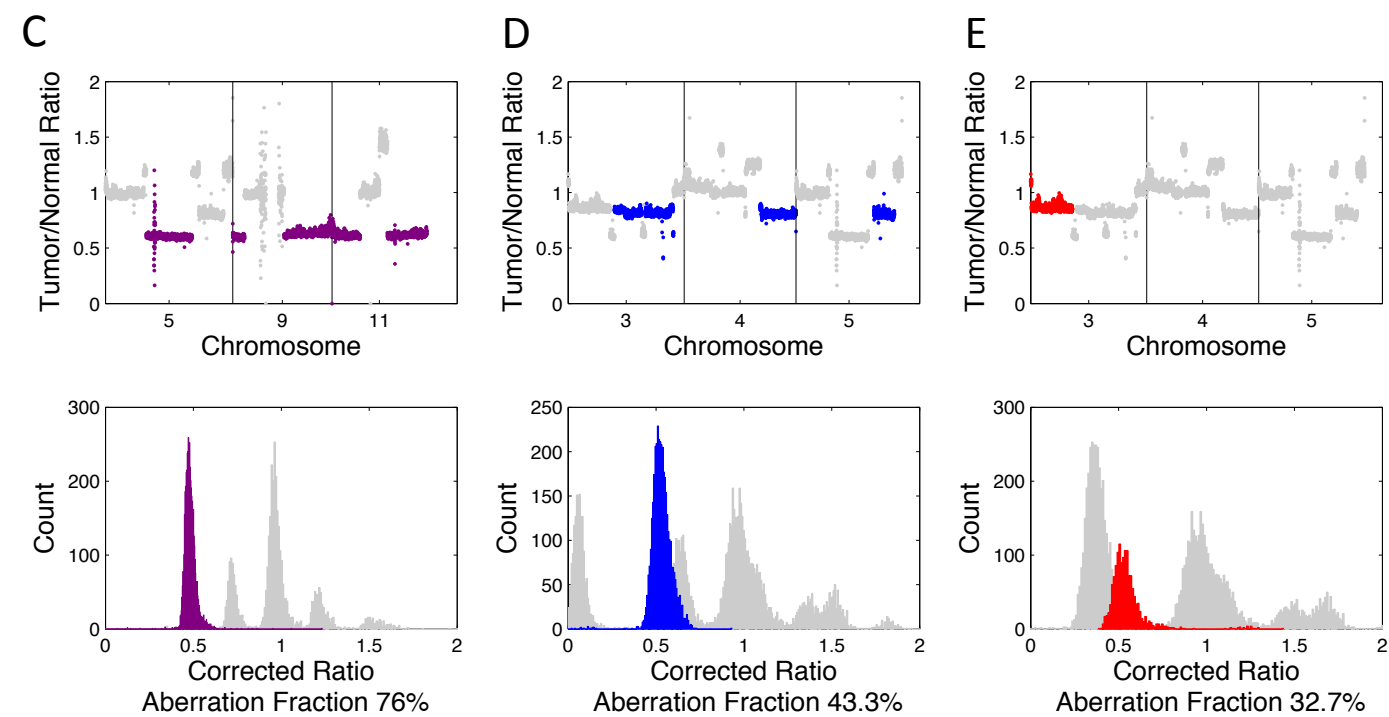 C
Tumor/Normal Ratio
2
1.5
1
0.5
0
5 9 11
Chromosome
D
Tumor/Normal Ratio
2
1.5
1
0.5
0
3 4 5
Chromosome
E
Tumor/Normal Ratio
2
1.5
1
0.5
0
3 4 5
Chromosome
Count
300
200
100
0
0 0.5 1 1.5 2
Corrected Ratio
Aberration Fraction 76%
Count
250
200
150
100
50
0
0 0.5 1 1.5 2
Corrected Ratio
Aberration Fraction 43.3%
Count
300
200
100
0
0 0.5 1 1.5 2
Corrected Ratio
Aberration Fraction 32.7%